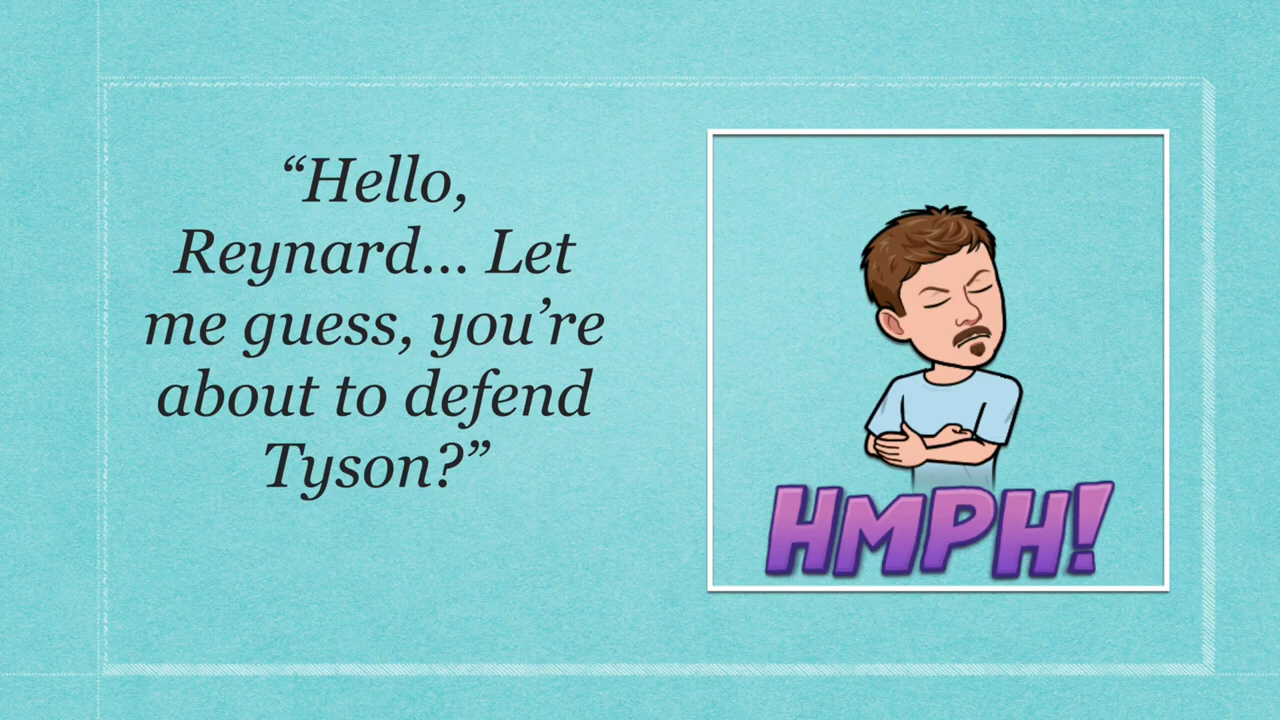 “Hello,
Reynard… Let
me guess, you’re
about to defend
Tyson?”
HMPH!